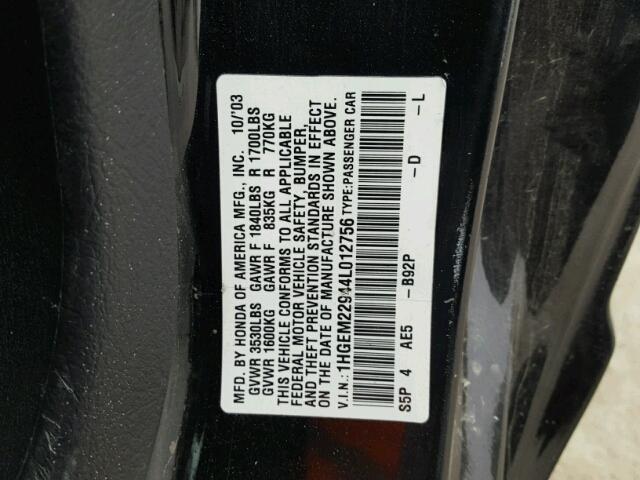 MFD. BY HONDA OF AMERICA MFG., INC. 10/'03
GVWR 3530LBS GAWR F 1840LBS R 1700LBS
GVWR 1600KG GAWR F 835KG R 770KG
THIS VEHICLE CONFORMS TO ALL APPLICABLE
FEDERAL MOTOR VEHICLE SAFETY, BUMPER,
AND THEFT PREVENTION STANDARDS IN EFFECT
ON THE DATE OF MANUFACTURE SHOWN ABOVE.
V.I.N.: 1HGEM22944L012756 TYPE:PASSENGER CAR
S5P 4 AE5 -B92P -D -L